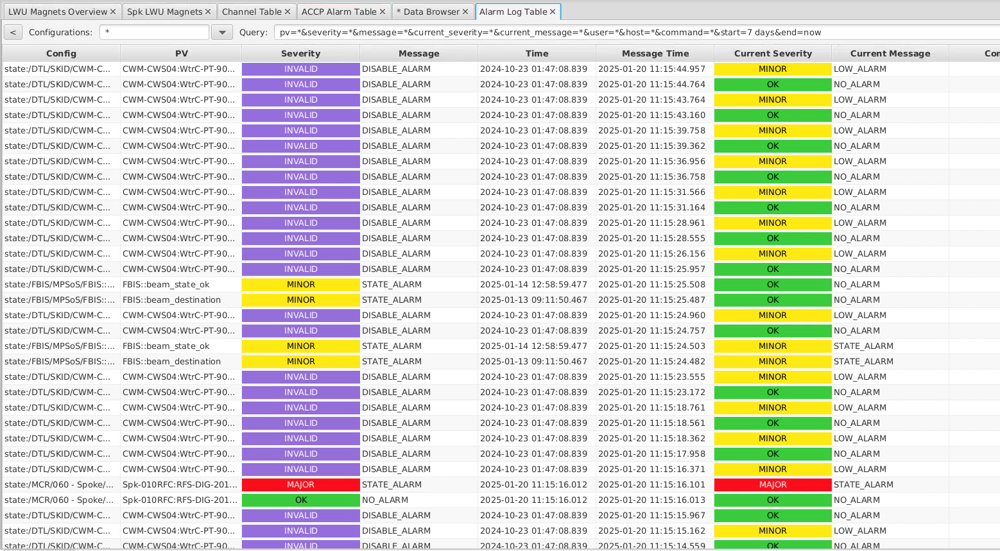 LWU Magnets Overview ✕ Spk LWU Magnets ✕ Channel Table ✕ ACCP Alarm Table ✕ * Data Browser ✕ Alarm Log Table ✕
< Configurations: * Query: pv=*&severity=*&message=*&current_severity=*&current_message=*&user=*&host=*&command=*&start=7 days&end=now
Config PV Severity Message Time Message Time Current Severity Current Message Con
state:/DTL/SKID/CWM-C... CWM-CWS04:WtrC-PT-90... INVALID DISABLE_ALARM 2024-10-23 01:47:08.839 2025-01-20 11:15:44.957 MINOR LOW_ALARM
state:/DTL/SKID/CWM-C... CWM-CWS04:WtrC-PT-90... INVALID DISABLE_ALARM 2024-10-23 01:47:08.839 2025-01-20 11:15:44.764 OK NO_ALARM
state:/DTL/SKID/CWM-C... CWM-CWS04:WtrC-PT-90... INVALID DISABLE_ALARM 2024-10-23 01:47:08.839 2025-01-20 11:15:43.764 MINOR LOW_ALARM
state:/DTL/SKID/CWM-C... CWM-CWS04:WtrC-PT-90... INVALID DISABLE_ALARM 2024-10-23 01:47:08.839 2025-01-20 11:15:43.160 OK NO_ALARM
state:/DTL/SKID/CWM-C... CWM-CWS04:WtrC-PT-90... INVALID DISABLE_ALARM 2024-10-23 01:47:08.839 2025-01-20 11:15:39.758 MINOR LOW_ALARM
state:/DTL/SKID/CWM-C... CWM-CWS04:WtrC-PT-90... INVALID DISABLE_ALARM 2024-10-23 01:47:08.839 2025-01-20 11:15:39.362 OK NO_ALARM
state:/DTL/SKID/CWM-C... CWM-CWS04:WtrC-PT-90... INVALID DISABLE_ALARM 2024-10-23 01:47:08.839 2025-01-20 11:15:36.956 MINOR LOW_ALARM
state:/DTL/SKID/CWM-C... CWM-CWS04:WtrC-PT-90... INVALID DISABLE_ALARM 2024-10-23 01:47:08.839 2025-01-20 11:15:36.758 OK NO_ALARM
state:/DTL/SKID/CWM-C... CWM-CWS04:WtrC-PT-90... INVALID DISABLE_ALARM 2024-10-23 01:47:08.839 2025-01-20 11:15:31.566 MINOR LOW_ALARM
state:/DTL/SKID/CWM-C... CWM-CWS04:WtrC-PT-90... INVALID DISABLE_ALARM 2024-10-23 01:47:08.839 2025-01-20 11:15:31.164 OK NO_ALARM
state:/DTL/SKID/CWM-C... CWM-CWS04:WtrC-PT-90... INVALID DISABLE_ALARM 2024-10-23 01:47:08.839 2025-01-20 11:15:28.961 MINOR LOW_ALARM
state:/DTL/SKID/CWM-C... CWM-CWS04:WtrC-PT-90... INVALID DISABLE_ALARM 2024-10-23 01:47:08.839 2025-01-20 11:15:28.555 OK NO_ALARM
state:/DTL/SKID/CWM-C... CWM-CWS04:WtrC-PT-90... INVALID DISABLE_ALARM 2024-10-23 01:47:08.839 2025-01-20 11:15:26.156 MINOR LOW_ALARM
state:/DTL/SKID/CWM-C... CWM-CWS04:WtrC-PT-90... INVALID DISABLE_ALARM 2024-10-23 01:47:08.839 2025-01-20 11:15:25.957 OK NO_ALARM
state:/FBIS/MPSoS/FBIS::... FBIS::beam_state_ok MINOR STATE_ALARM 2025-01-14 12:58:59.477 2025-01-20 11:15:25.508 OK NO_ALARM
state:/FBIS/MPSoS/FBIS::... FBIS::beam_destination MINOR STATE_ALARM 2025-01-13 09:11:50.467 2025-01-20 11:15:25.487 OK NO_ALARM
state:/DTL/SKID/CWM-C... CWM-CWS04:WtrC-PT-90... INVALID DISABLE_ALARM 2024-10-23 01:47:08.839 2025-01-20 11:15:24.960 MINOR LOW_ALARM
state:/DTL/SKID/CWM-C... CWM-CWS04:WtrC-PT-90... INVALID DISABLE_ALARM 2024-10-23 01:47:08.839 2025-01-20 11:15:24.757 OK NO_ALARM
state:/FBIS/MPSoS/FBIS::... FBIS::beam_state_ok MINOR STATE_ALARM 2025-01-14 12:58:59.477 2025-01-20 11:15:24.503 MINOR STATE_ALARM
state:/FBIS/MPSoS/FBIS::... FBIS::beam_destination MINOR STATE_ALARM 2025-01-13 09:11:50.467 2025-01-20 11:15:24.482 MINOR STATE_ALARM
state:/DTL/SKID/CWM-C... CWM-CWS04:WtrC-PT-90... INVALID DISABLE_ALARM 2024-10-23 01:47:08.839 2025-01-20 11:15:23.555 MINOR LOW_ALARM
state:/DTL/SKID/CWM-C... CWM-CWS04:WtrC-PT-90... INVALID DISABLE_ALARM 2024-10-23 01:47:08.839 2025-01-20 11:15:23.172 OK NO_ALARM
state:/DTL/SKID/CWM-C... CWM-CWS04:WtrC-PT-90... INVALID DISABLE_ALARM 2024-10-23 01:47:08.839 2025-01-20 11:15:18.761 MINOR LOW_ALARM
state:/DTL/SKID/CWM-C... CWM-CWS04:WtrC-PT-90... INVALID DISABLE_ALARM 2024-10-23 01:47:08.839 2025-01-20 11:15:18.561 OK NO_ALARM
state:/DTL/SKID/CWM-C... CWM-CWS04:WtrC-PT-90... INVALID DISABLE_ALARM 2024-10-23 01:47:08.839 2025-01-20 11:15:18.362 MINOR LOW_ALARM
state:/DTL/SKID/CWM-C... CWM-CWS04:WtrC-PT-90... INVALID DISABLE_ALARM 2024-10-23 01:47:08.839 2025-01-20 11:15:17.958 OK NO_ALARM
state:/DTL/SKID/CWM-C... CWM-CWS04:WtrC-PT-90... INVALID DISABLE_ALARM 2024-10-23 01:47:08.839 2025-01-20 11:15:16.371 MINOR LOW_ALARM
state:/MCR/060 - Spoke/... Spk-010RFC:RFS-DIG-201... MAJOR STATE_ALARM 2025-01-20 11:15:16.012 2025-01-20 11:15:16.101 MAJOR STATE_ALARM
state:/MCR/060 - Spoke/... Spk-010RFC:RFS-DIG-201... OK NO_ALARM 2025-01-20 11:15:16.012 2025-01-20 11:15:16.013 OK NO_ALARM
state:/DTL/SKID/CWM-C... CWM-CWS04:WtrC-PT-90... INVALID DISABLE_ALARM 2024-10-23 01:47:08.839 2025-01-20 11:15:15.967 OK NO_ALARM
state:/DTL/SKID/CWM-C... CWM-CWS04:WtrC-PT-90... INVALID DISABLE_ALARM 2024-10-23 01:47:08.839 2025-01-20 11:15:15.162 MINOR LOW_ALARM
state:/DTL/SKID/CWM-C... CWM-CWS04:WtrC-PT-90... INVALID DISABLE_ALARM 2024-10-23 01:47:08.839 2025-01-20 11:15:14.559 OK NO_ALARM